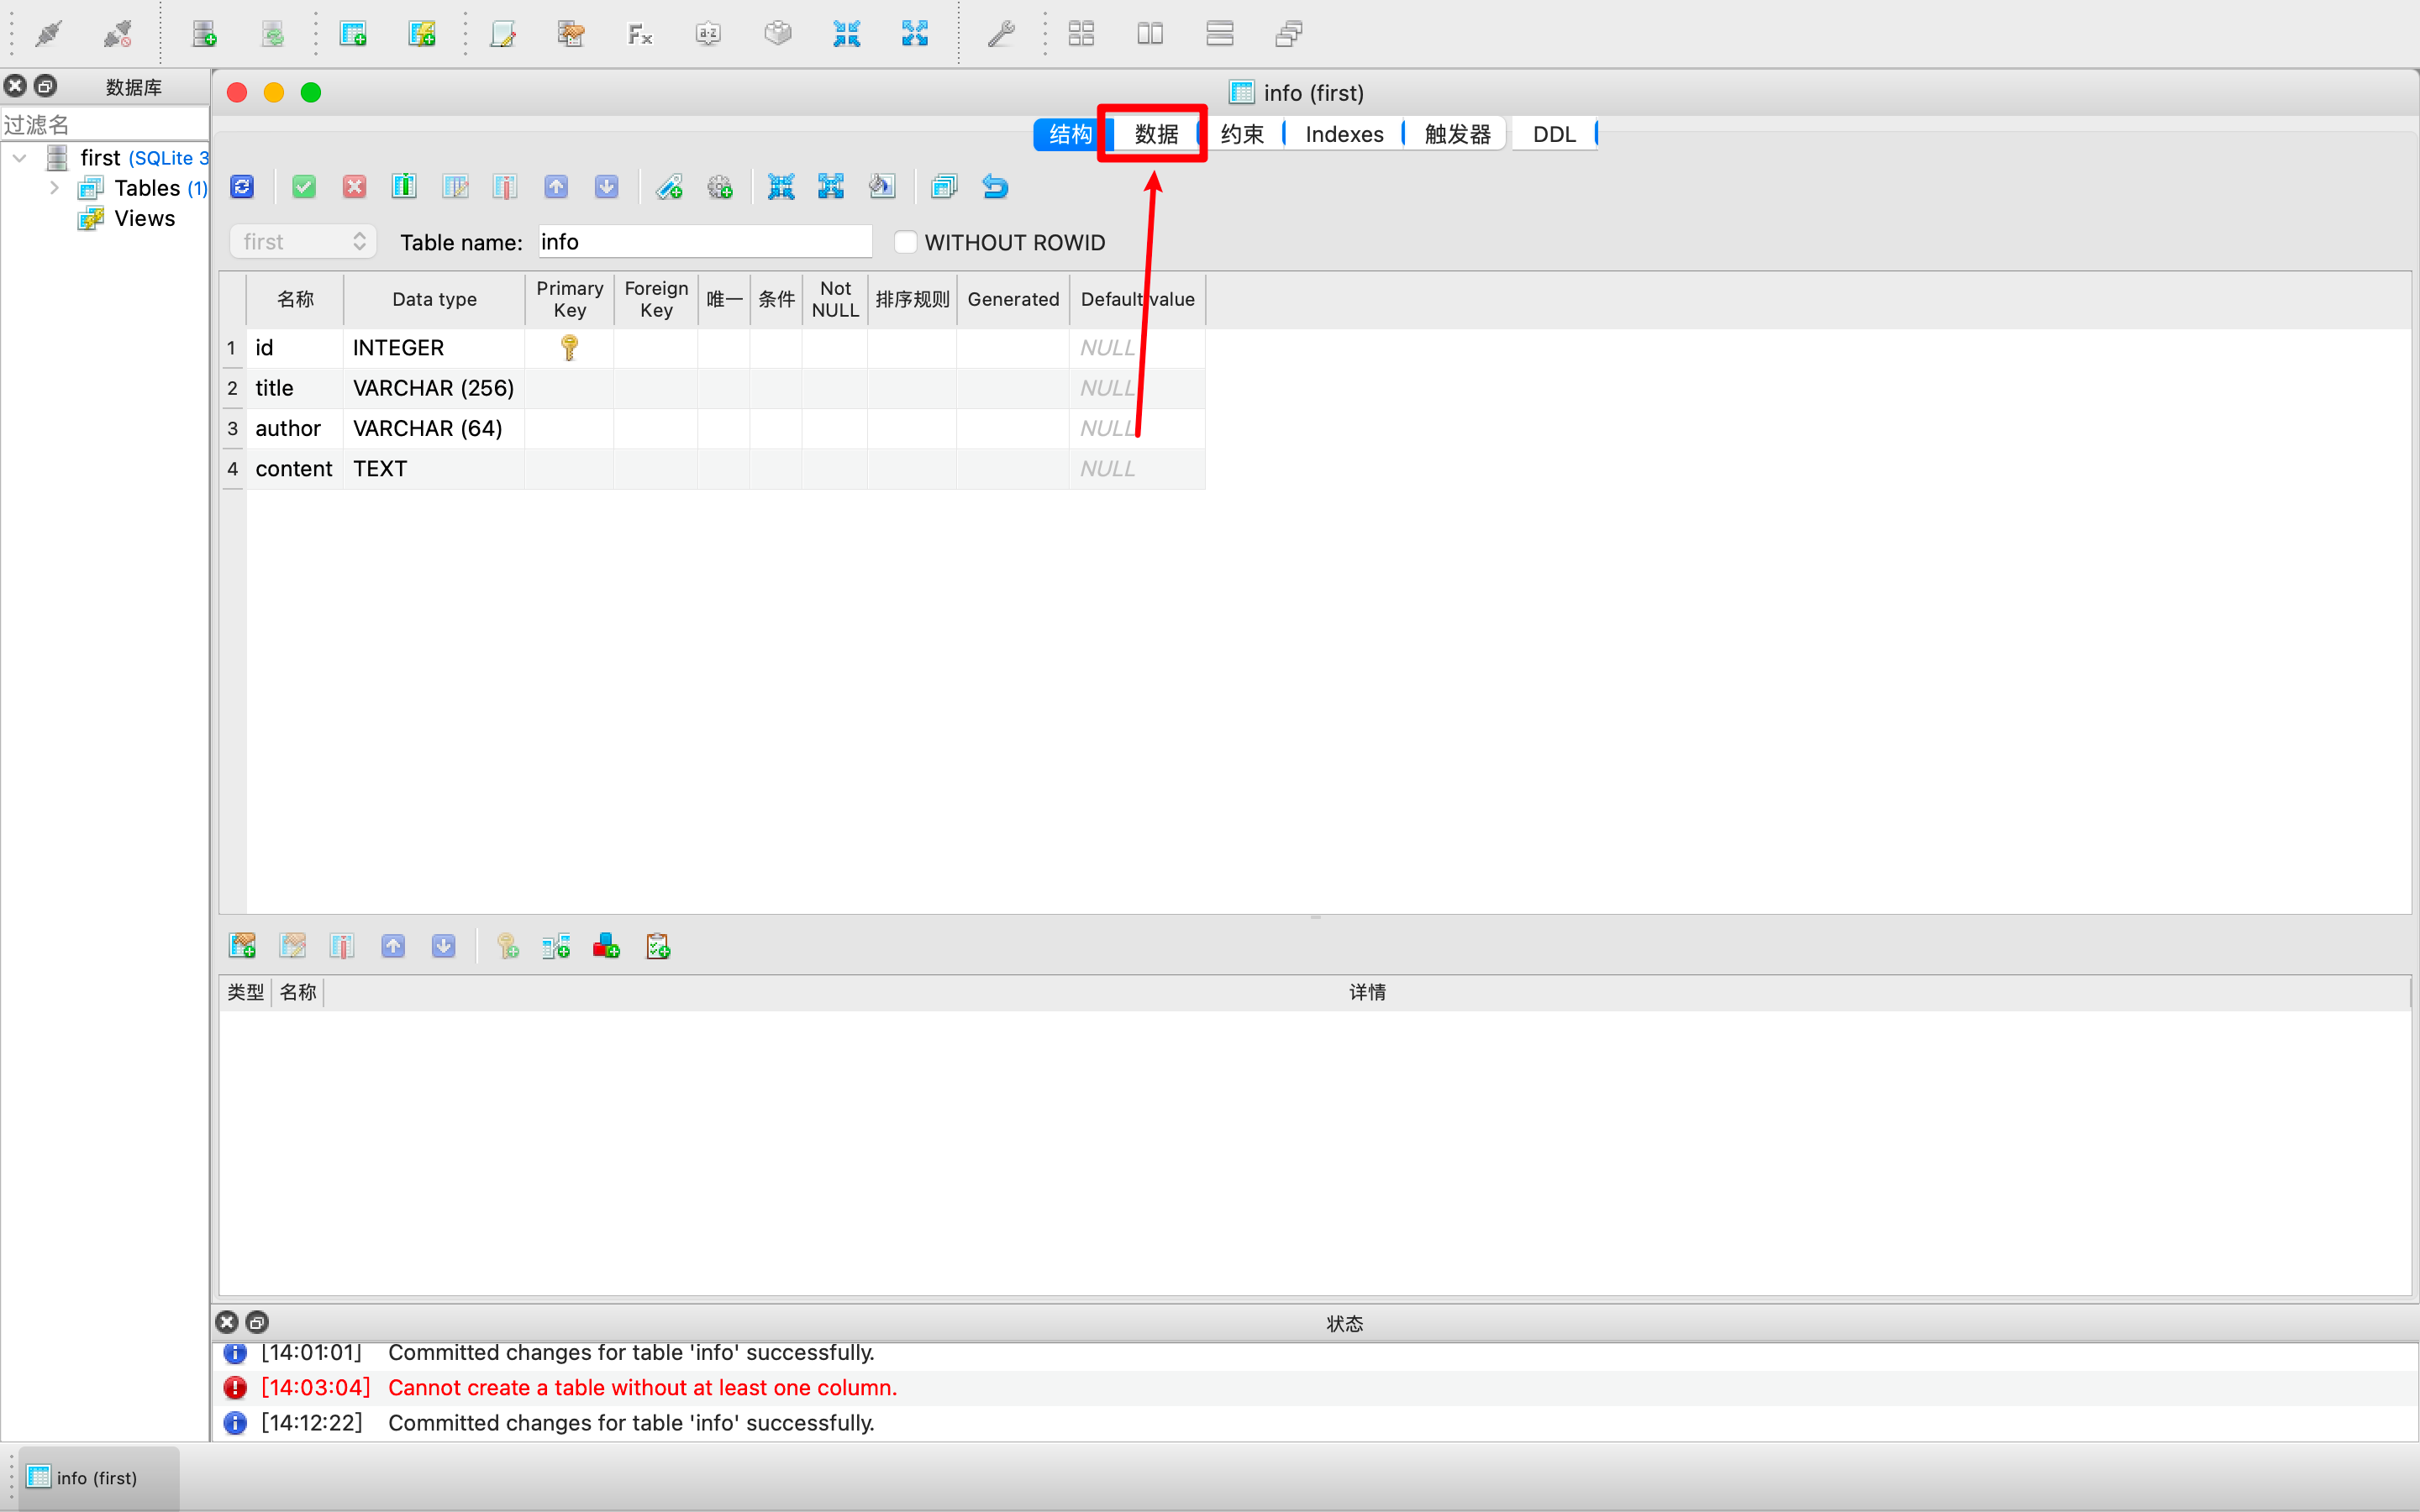 数据库
过滤名
first (SQLite 3
Tables (1)
Views
info (first)
结构 数据 约束 Indexes 触发器 DDL
first Table name: info WITHOUT ROWID
名称 Data type Primary Key Foreign Key 唯一 条件 Not NULL 排序规则 Generated Default value
1 id INTEGER NULL
2 title VARCHAR (256) NULL
3 author VARCHAR (64) NULL
4 content TEXT NULL
类型 名称 详情
状态
[14:01:01] Committed changes for table 'info' successfully.
[14:03:04] Cannot create a table without at least one column.
[14:12:22] Committed changes for table 'info' successfully.
info (first)